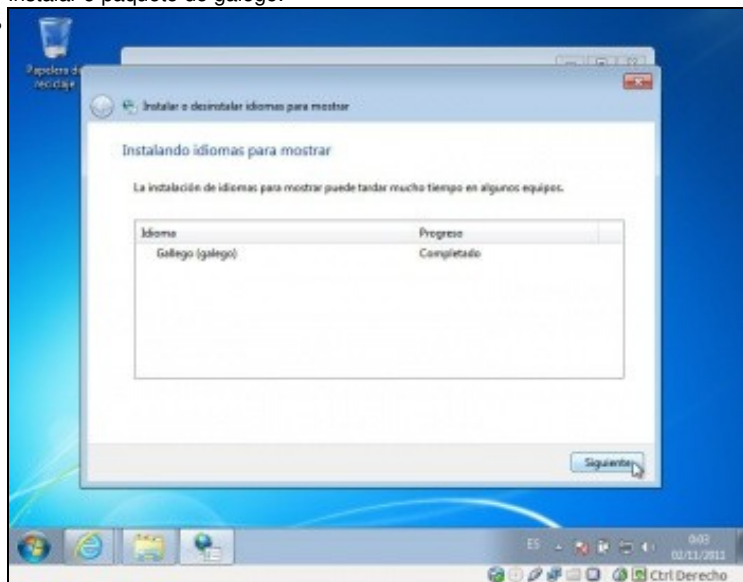 instalar o paquete de galego.
Papelera de
reciclaje
Instalar o desinstalar idiomas para mostrar
Instalando idiomas para mostrar
La instalación de idiomas para mostrar puede tardar mucho tiempo en algunos equipos.
Idioma Progreso
Gallego (galego) Completado
Siguiente
ES 0:03
02/11/2011
Ctrl Derecho